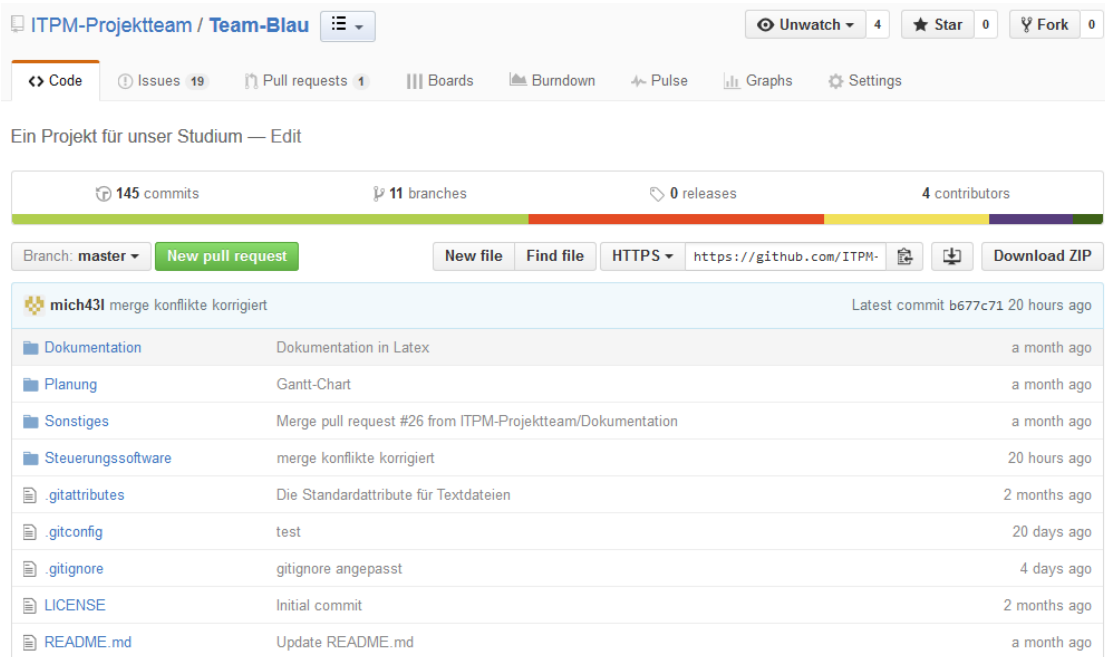 ITPM-Projektteam / Team-Blau Unwatch 4 Star 0 Fork 0
Code Issues 19 Pull requests 1 Boards Burndown Pulse Graphs Settings
Ein Projekt für unser Studium — Edit
145 commits 11 branches 0 releases 4 contributors
Branch: master New pull request New file Find file HTTPS https://github.com/ITPM- Download ZIP
mich43l merge konflikte korrigiert Latest commit b677c71 20 hours ago
Dokumentation Dokumentation in Latex a month ago
Planung Gantt-Chart a month ago
Sonstiges Merge pull request #26 from ITPM-Projektteam/Dokumentation a month ago
Steuerungssoftware merge konflikte korrigiert 20 hours ago
.gitattributes Die Standardattribute für Textdateien 2 months ago
.gitconfig test 20 days ago
.gitignore gitignore angepasst 4 days ago
LICENSE Initial commit 2 months ago
README.md Update README.md a month ago